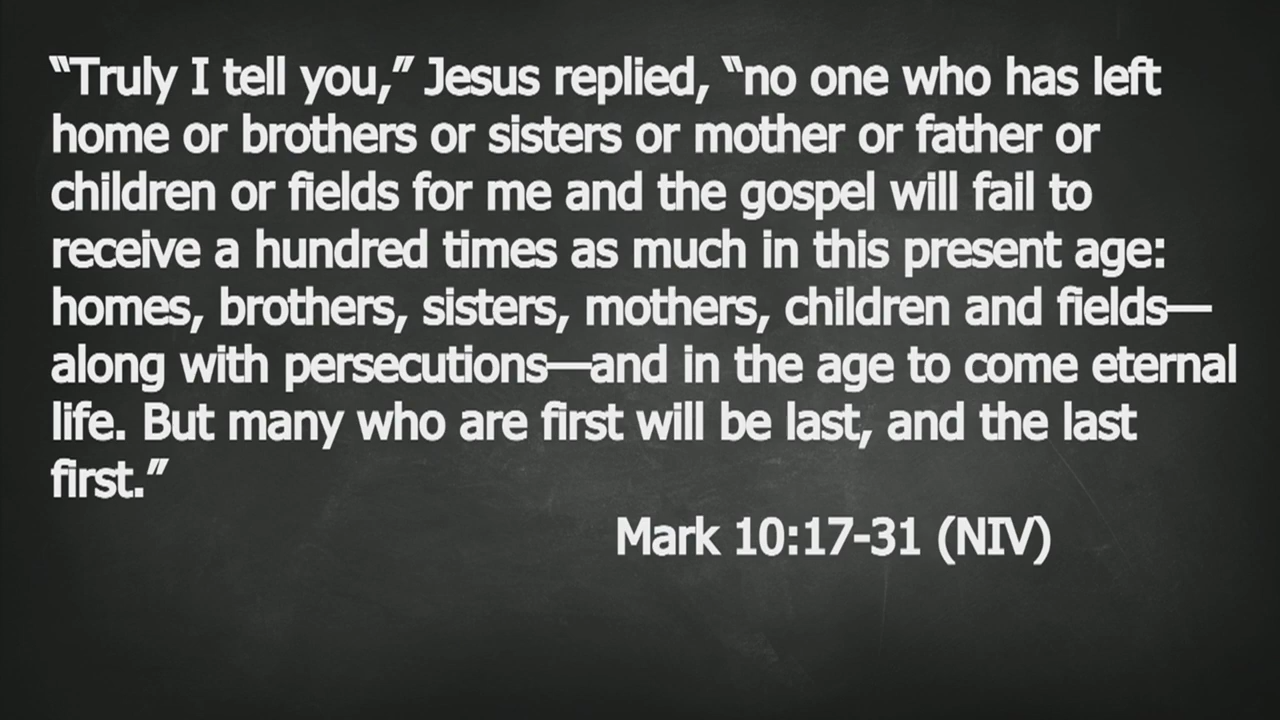 “Truly I tell you,” Jesus replied, “no one who has left
home or brothers or sisters or mother or father or
children or fields for me and the gospel will fail to
receive a hundred times as much in this present age:
homes, brothers, sisters, mothers, children and fields—
along with persecutions—and in the age to come eternal
life. But many who are first will be last, and the last
first.”
Mark 10:17-31 (NIV)